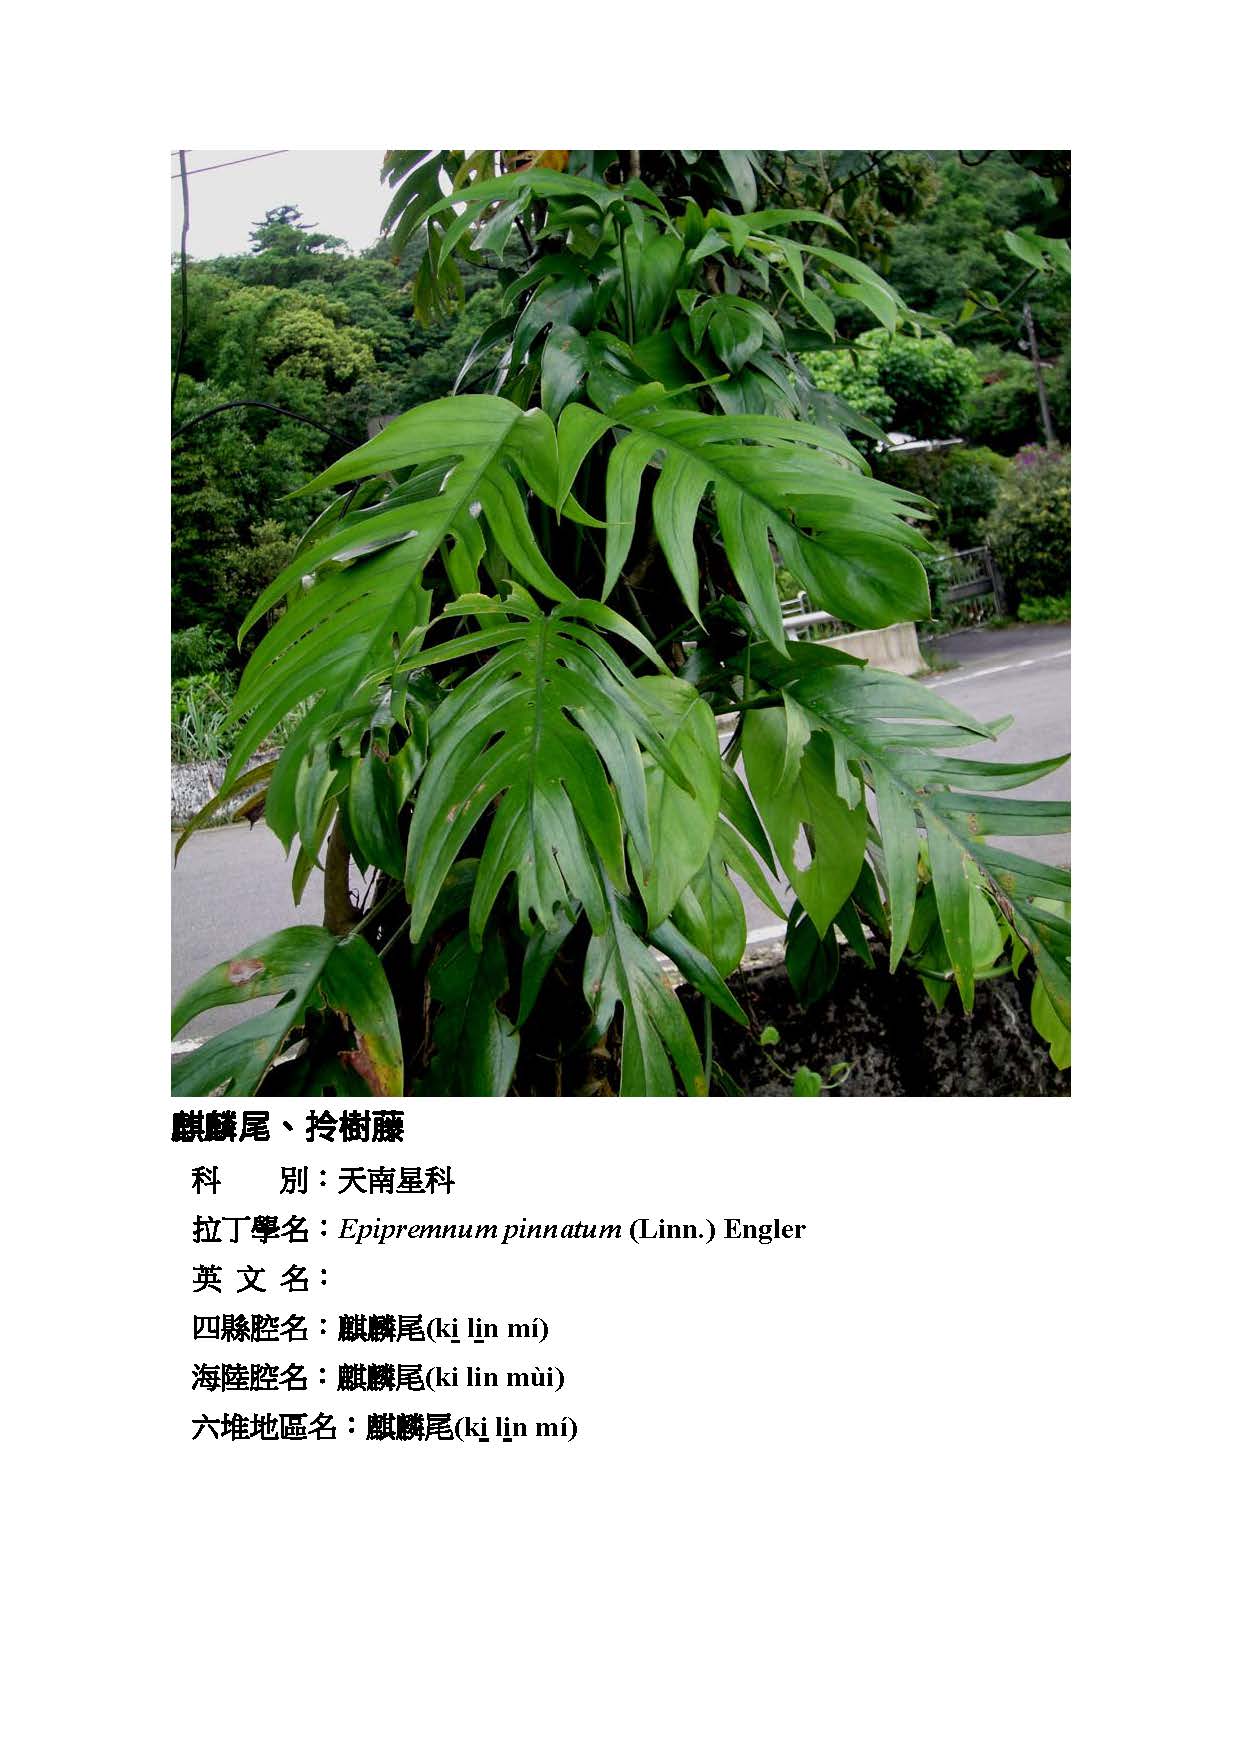 麒麟尾、拎樹藤
科　　別：天南星科
拉丁學名：Epipremnum pinnatum (Linn.) Engler
英 文 名：
四縣腔名：麒麟尾(ki̲ li̲n mí)
海陸腔名：麒麟尾(ki lin mùi)
六堆地區名：麒麟尾(ki̲ li̲n mí)